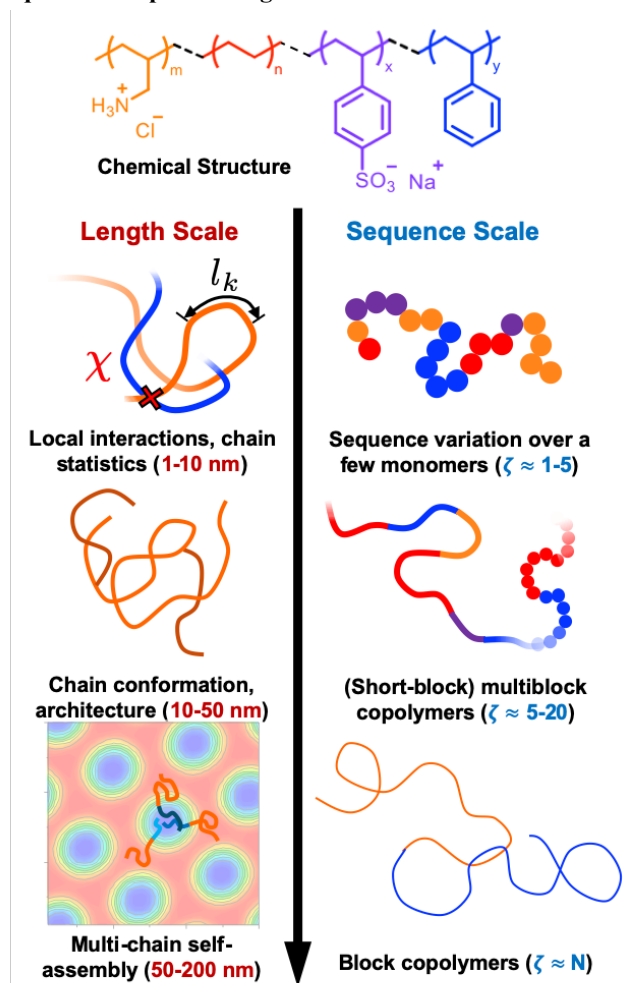 m
n
x
y
H₃N⁺
Cl⁻
SO₃⁻ Na⁺
Chemical Structure
Length Scale
Sequence Scale
lₖ
χ
Local interactions, chain
statistics (1-10 nm)
Sequence variation over a
few monomers (ζ ≈ 1-5)
Chain conformation,
architecture (10-50 nm)
(Short-block) multiblock
copolymers (ζ ≈ 5-20)
Multi-chain self-
assembly (50-200 nm)
Block copolymers (ζ ≈ N)